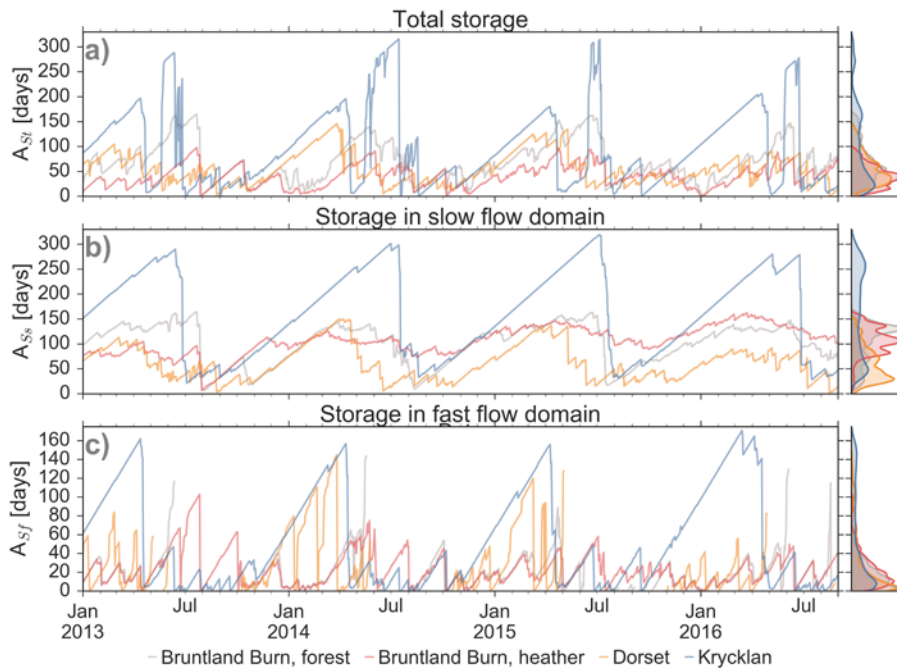 Total storage
a)
A_St [days]
300
250
200
150
100
50
0
Storage in slow flow domain
b)
A_Ss [days]
300
250
200
150
100
50
0
Storage in fast flow domain
c)
A_Sf [days]
160
140
120
100
80
60
40
20
0
Jan Jul Jan Jul Jan Jul Jan Jul
2013 2014 2015 2016
Bruntland Burn, forest Bruntland Burn, heather Dorset Krycklan